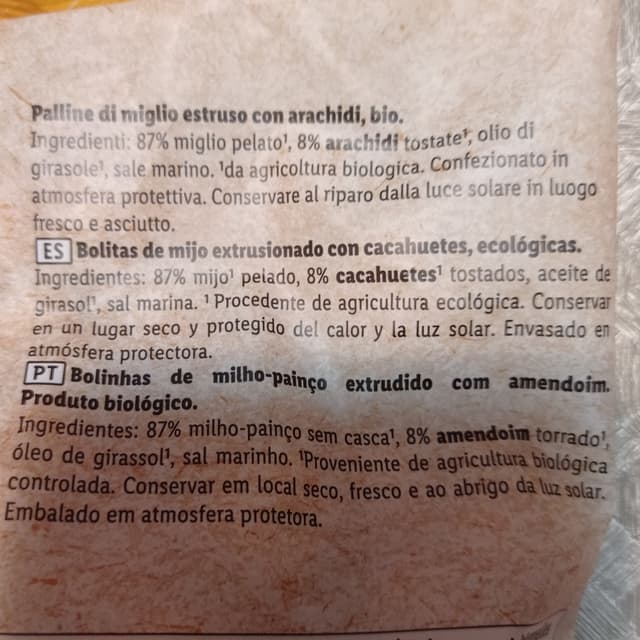 Palline di miglio estruso con arachidi, bio.
Ingredienti: 87% miglio pelato¹, 8% arachidi tostate¹, olio di
girasole¹, sale marino. ¹da agricoltura biologica. Confezionato in
atmosfera protettiva. Conservare al riparo dalla luce solare in luogo
fresco e asciutto.
ES Bolitas de mijo extrusionado con cacahuetes, ecológicas.
Ingredientes: 87% mijo¹ pelado, 8% cacahuetes¹ tostados, aceite de
girasol¹, sal marina. ¹ Procedente de agricultura ecológica. Conservar
en un lugar seco y protegido del calor y la luz solar. Envasado en
atmósfera protectora.
PT Bolinhas de milho-painço extrudido com amendoim.
Produto biológico.
Ingredientes: 87% milho-painço sem casca¹, 8% amendoim torrado¹,
óleo de girassol¹, sal marinho. ¹Proveniente de agricultura biológica
controlada. Conservar em local seco, fresco e ao abrigo da luz solar.
Embalado em atmosfera protetora.